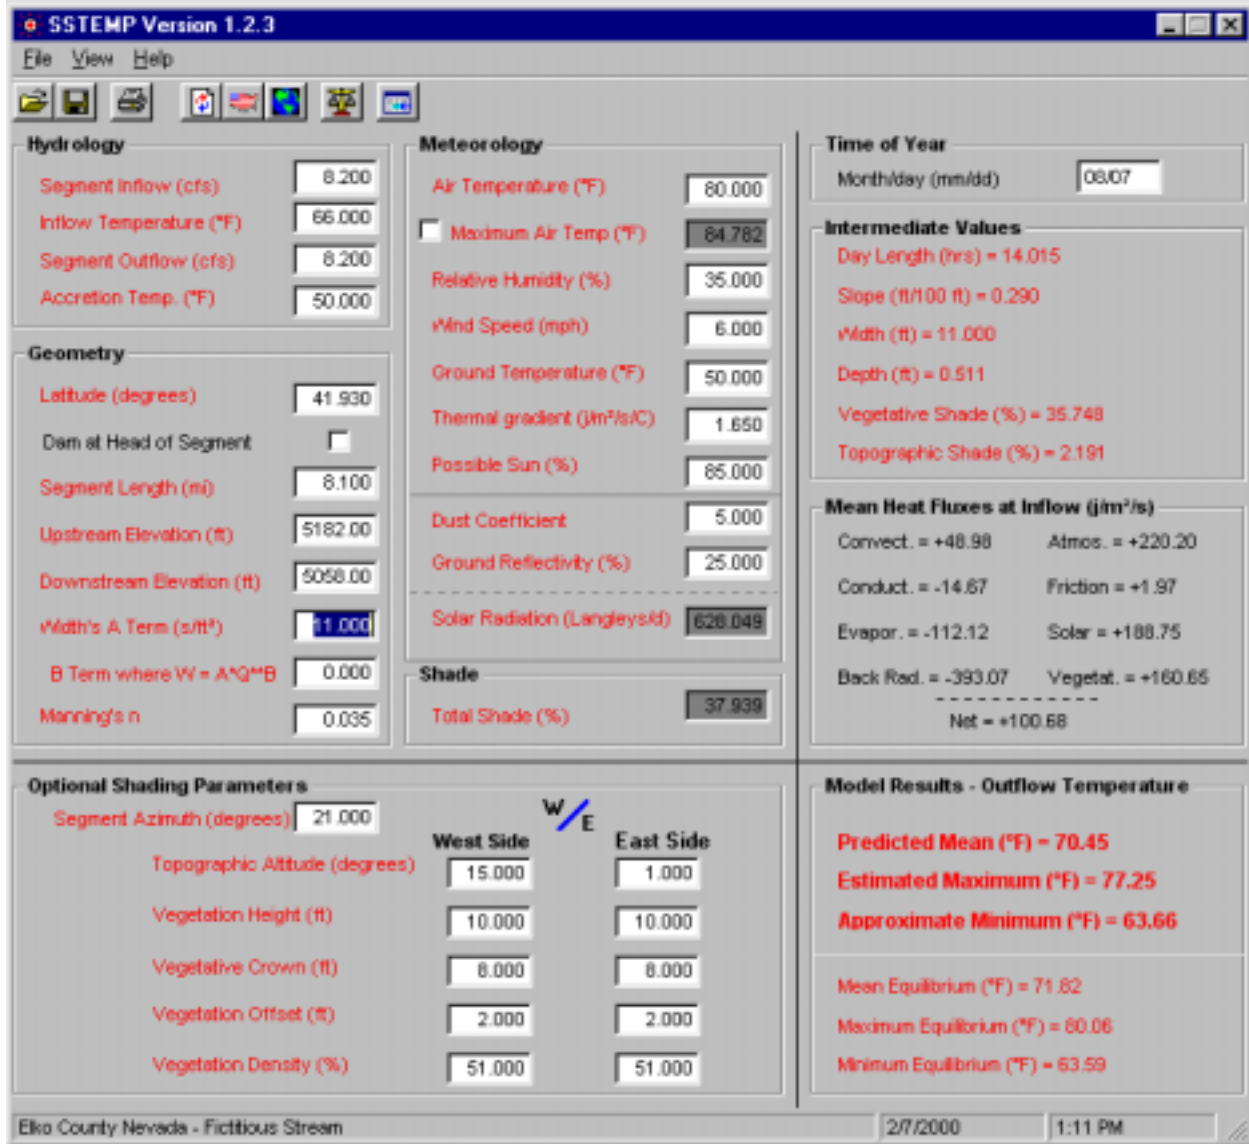 SSTEMP Version 1.2.3
File View Help
Hydrology
Segment Inflow (cfs) 8.200
Inflow Temperature (°F) 66.000
Segment Outflow (cfs) 8.200
Accretion Temp. (°F) 50.000
Geometry
Latitude (degrees) 41.930
Dam at Head of Segment
Segment Length (mi) 8.100
Upstream Elevation (ft) 5182.00
Downstream Elevation (ft) 5058.00
Width's A Term (s/ft²) 11.000
B Term where W = A*Q**B 0.000
Manning's n 0.035
Meteorology
Air Temperature (°F) 80.000
Maximum Air Temp (°F) 84.782
Relative Humidity (%) 35.000
Wind Speed (mph) 6.000
Ground Temperature (°F) 50.000
Thermal gradient (j/m²/s/C) 1.650
Possible Sun (%) 85.000
Dust Coefficient 5.000
Ground Reflectivity (%) 25.000
Solar Radiation (Langleys/d) 628.049
Shade
Total Shade (%) 37.939
Time of Year
Month/day (mm/dd) 08/07
Intermediate Values
Day Length (hrs) = 14.015
Slope (ft/100 ft) = 0.290
Width (ft) = 11.000
Depth (ft) = 0.511
Vegetative Shade (%) = 35.748
Topographic Shade (%) = 2.191
Mean Heat Fluxes at Inflow (j/m²/s)
Convect. = +48.98 Atmos. = +220.20
Conduct. = -14.67 Friction = +1.97
Evapor. = -112.12 Solar = +188.75
Back Rad. = -393.07 Vegetat. = +160.65
Net = +100.68
Optional Shading Parameters
Segment Azimuth (degrees) 21.000
W/E
West Side East Side
Topographic Altitude (degrees) 15.000 1.000
Vegetation Height (ft) 10.000 10.000
Vegetative Crown (ft) 8.000 8.000
Vegetation Offset (ft) 2.000 2.000
Vegetation Density (%) 51.000 51.000
Model Results - Outflow Temperature
Predicted Mean (°F) = 70.45
Estimated Maximum (°F) = 77.25
Approximate Minimum (°F) = 63.66
Mean Equilibrium (°F) = 71.82
Maximum Equilibrium (°F) = 80.06
Minimum Equilibrium (°F) = 63.59
Elko County Nevada - Fictitious Stream 2/7/2000 1:11 PM